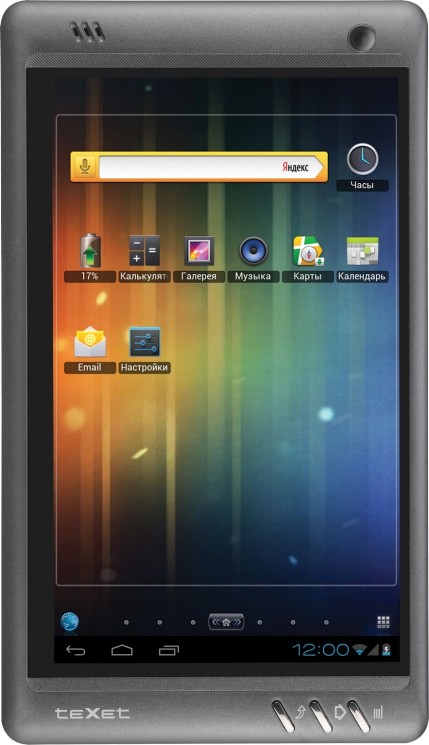 Яндекс
Часы
17%
Калькулят
Галерея
Музыка
Карты
Календарь
Email
Настройки
12:00
teXet